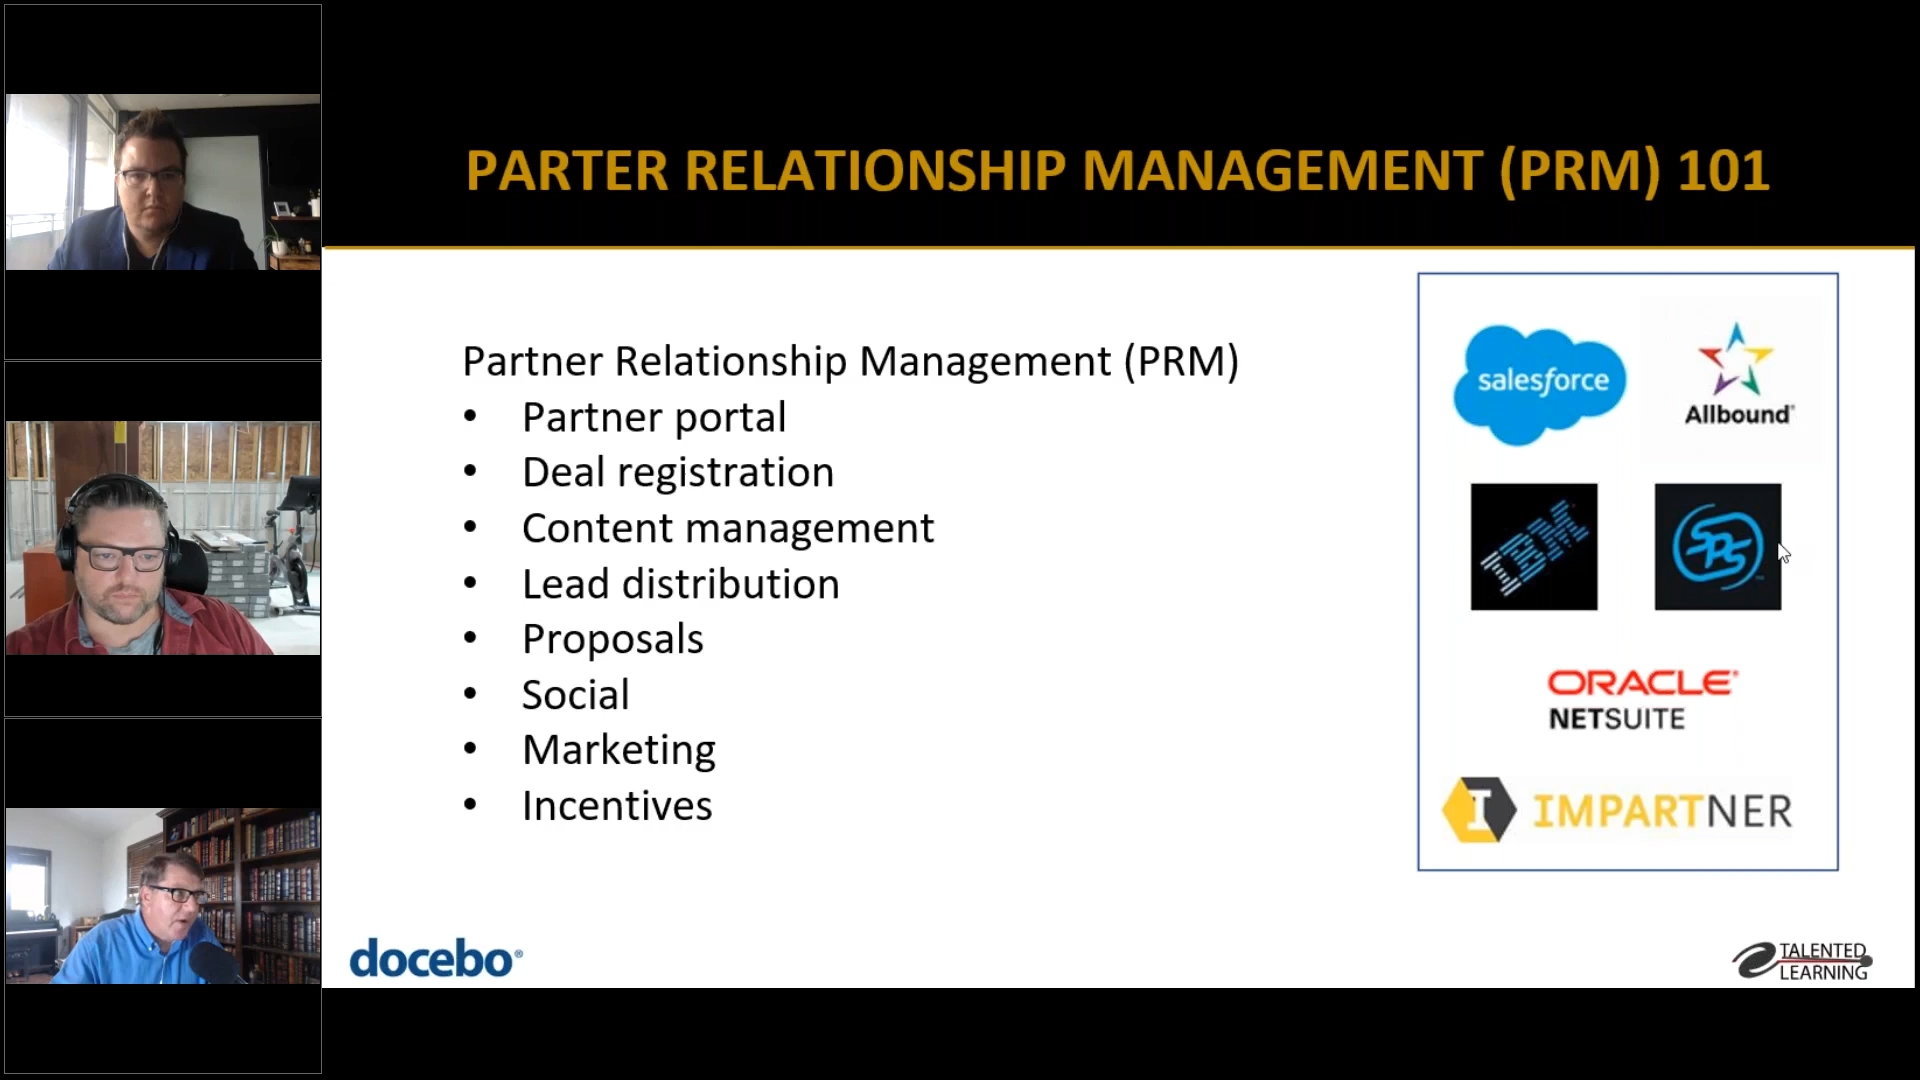 PARTER RELATIONSHIP MANAGEMENT (PRM) 101
Partner Relationship Management (PRM)
• Partner portal
• Deal registration
• Content management
• Lead distribution
• Proposals
• Social
• Marketing
• Incentives
salesforce
Allbound
IBM
SPS
ORACLE
NETSUITE
IMPARTNER
docebo
TALENTED
LEARNING